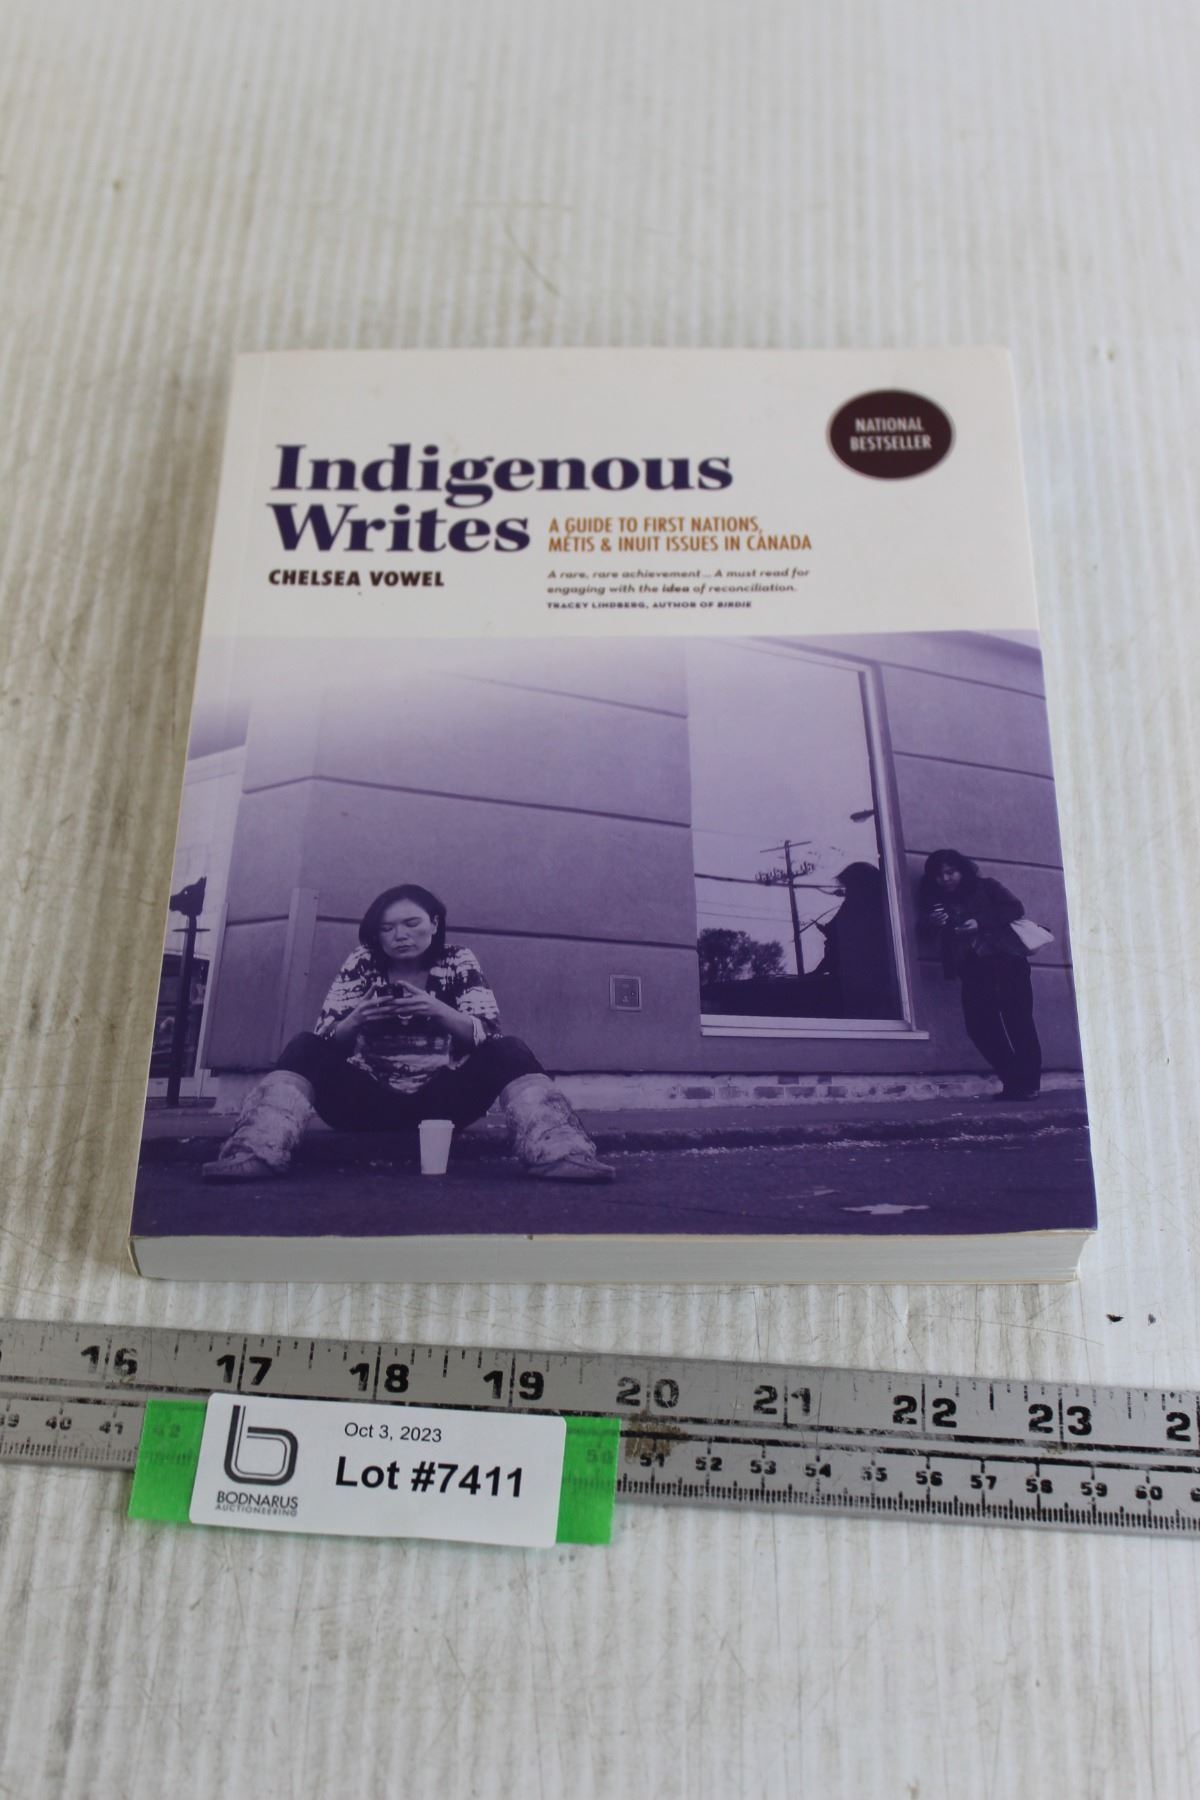 NATIONAL
BESTSELLER
Indigenous
Writes
A GUIDE TO FIRST NATIONS,
MÉTIS & INUIT ISSUES IN CANADA
CHELSEA VOWEL
A rare, rare achievement... A must read for
engaging with the idea of reconciliation.
TRACEY LINDBERG, AUTHOR OF BIRDIE
16 17 18 19 20 21 22 23
39 40 41 42 50 51 52 53 54 55 56 57 58 59 60
Oct 3, 2023
Lot #7411
BODNARUS
AUCTIONEERING